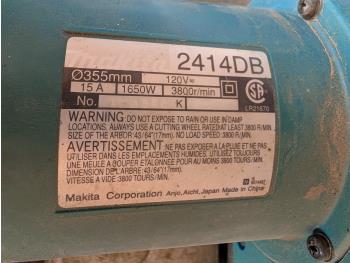 2414DB
Ø355mm 120V
15 A 1650W 3800r/min
No. K
LR21670
WARNING: DO NOT EXPOSE TO RAIN OR USE IN DAMP
LOCATIONS. ALWAYS USE A CUTTING WHEEL RATED AT LEAST 3800 R/MIN.
SIZE OF ARBOR: 43/64"(17mm). NO LOAD SPEED: 3800 R/MIN.
AVERTISSEMENT: NE PAS EXPOSER A LA PLUIE ET NE PAS
UTILISER DANS LES EMPLACEMENTS HUMIDES. UTILISEZ TOUJOURS
UNE MEULE A COUPER ETALONNEE POUR AU MOINS 3800 TOURS/MIN.
DIMENSION DE L'ARBRE: 43/64"(17mm).
VITESSE A VIDE: 3800 TOURS/MIN.
Makita Corporation Anjo, Aichi, Japan Made in China